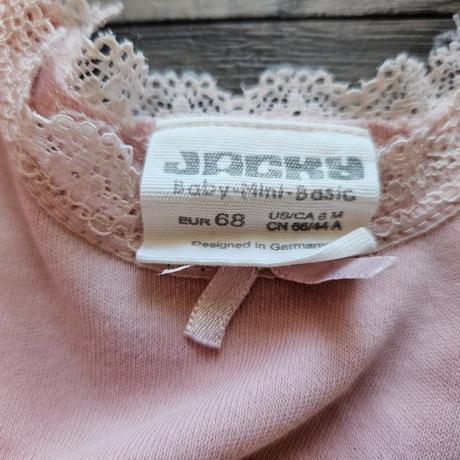 JACKY
Baby-Mini-Basic
EUR 68 US/CA 6 M
CN 66/44 A
Designed in Germany